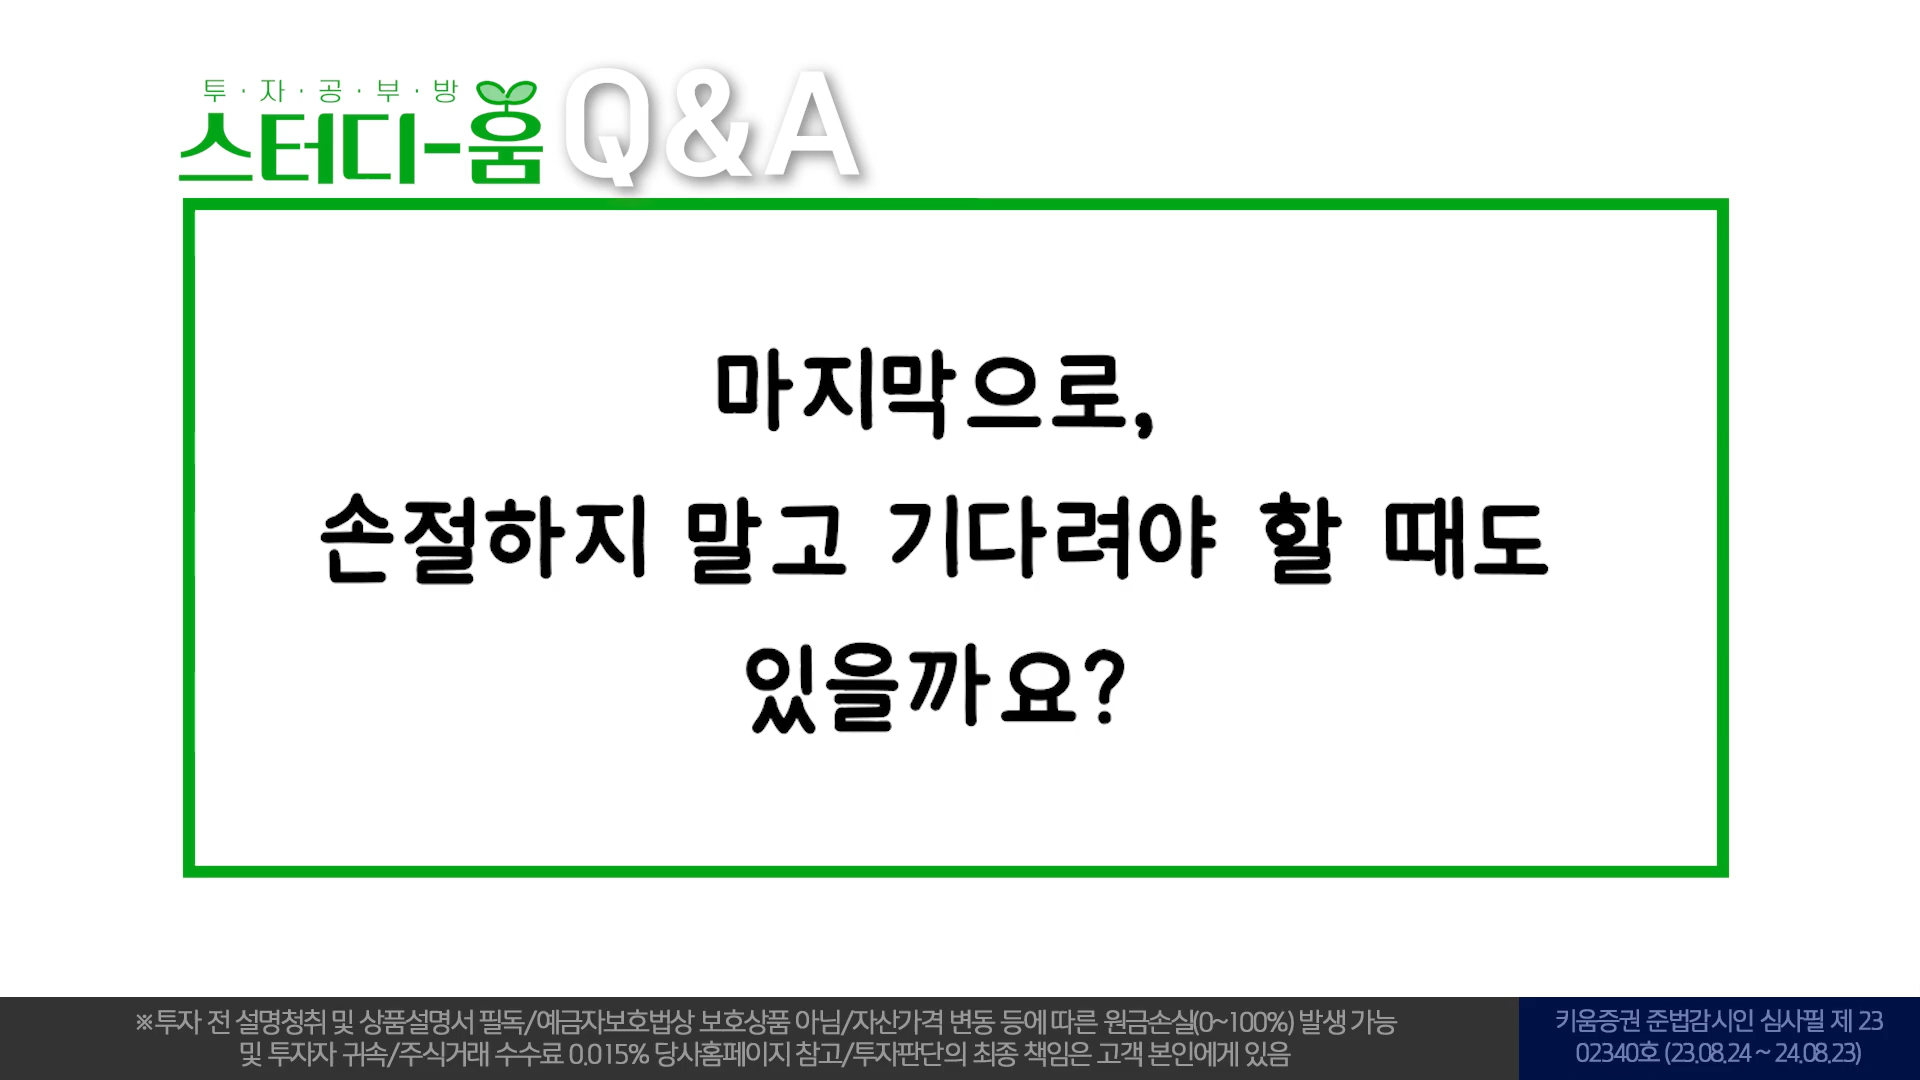 투·자·공·부·방
스터디-움 Q&A
마지막으로,
손절하지 말고 기다려야 할 때도
있을까요?
※투자 전 설명청취 및 상품설명서 필독/예금자보호법상 보호상품 아님/자산가격 변동 등에 따른 원금손실(0~100%) 발생 가능
및 투자자 귀속/주식거래 수수료 0.015% 당사홈페이지 참고/투자판단의 최종 책임은 고객 본인에게 있음
키움증권 준법감시인 심사필 제 23
02340호 (23.08.24 ~ 24.08.23)